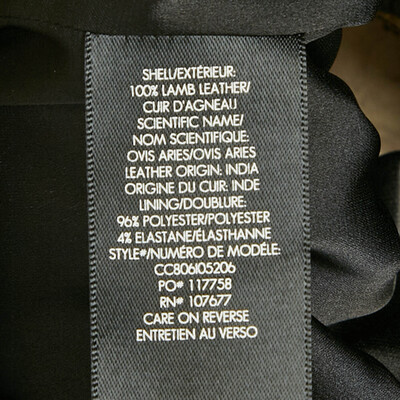 SHELL/EXTÉRIEUR:
100% LAMB LEATHER/
CUIR D'AGNEAU
SCIENTIFIC NAME/
NOM SCIENTIFIQUE:
OVIS ARIES/OVIS ARIES
LEATHER ORIGIN: INDIA
ORIGINE DU CUIR: INDE
LINING/DOUBLURE:
96% POLYESTER/POLYESTER
4% ELASTANE/ÉLASTHANNE
STYLE#/NUMÉRO DE MODÈLE:
CC806I05206
PO# 117758
RN# 107677
CARE ON REVERSE
ENTRETIEN AU VERSO